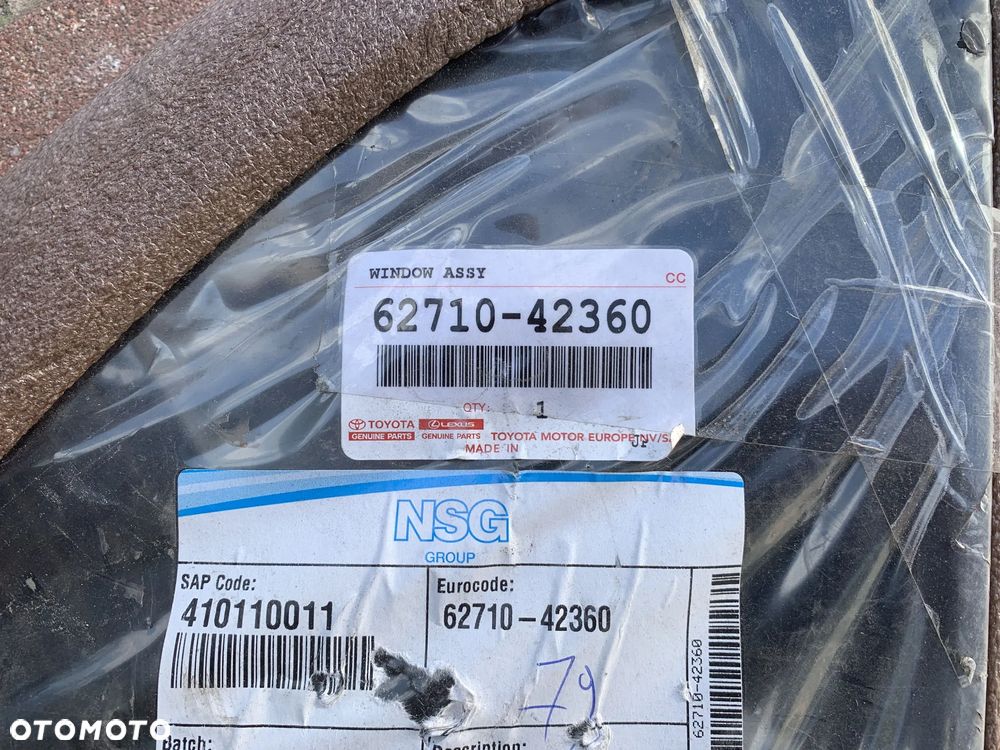 WINDOW ASSY
CC
62710-42360
QTY: 1
TOYOTA LEXUS
GENUINE PARTS GENUINE PARTS TOYOTA MOTOR EUROPE NV/S.
MADE IN JP
NSG
GROUP
SAP Code:
410110011
Eurocode:
62710-42360
79
62710-42360
Batch:
Description:
OTOMOTO